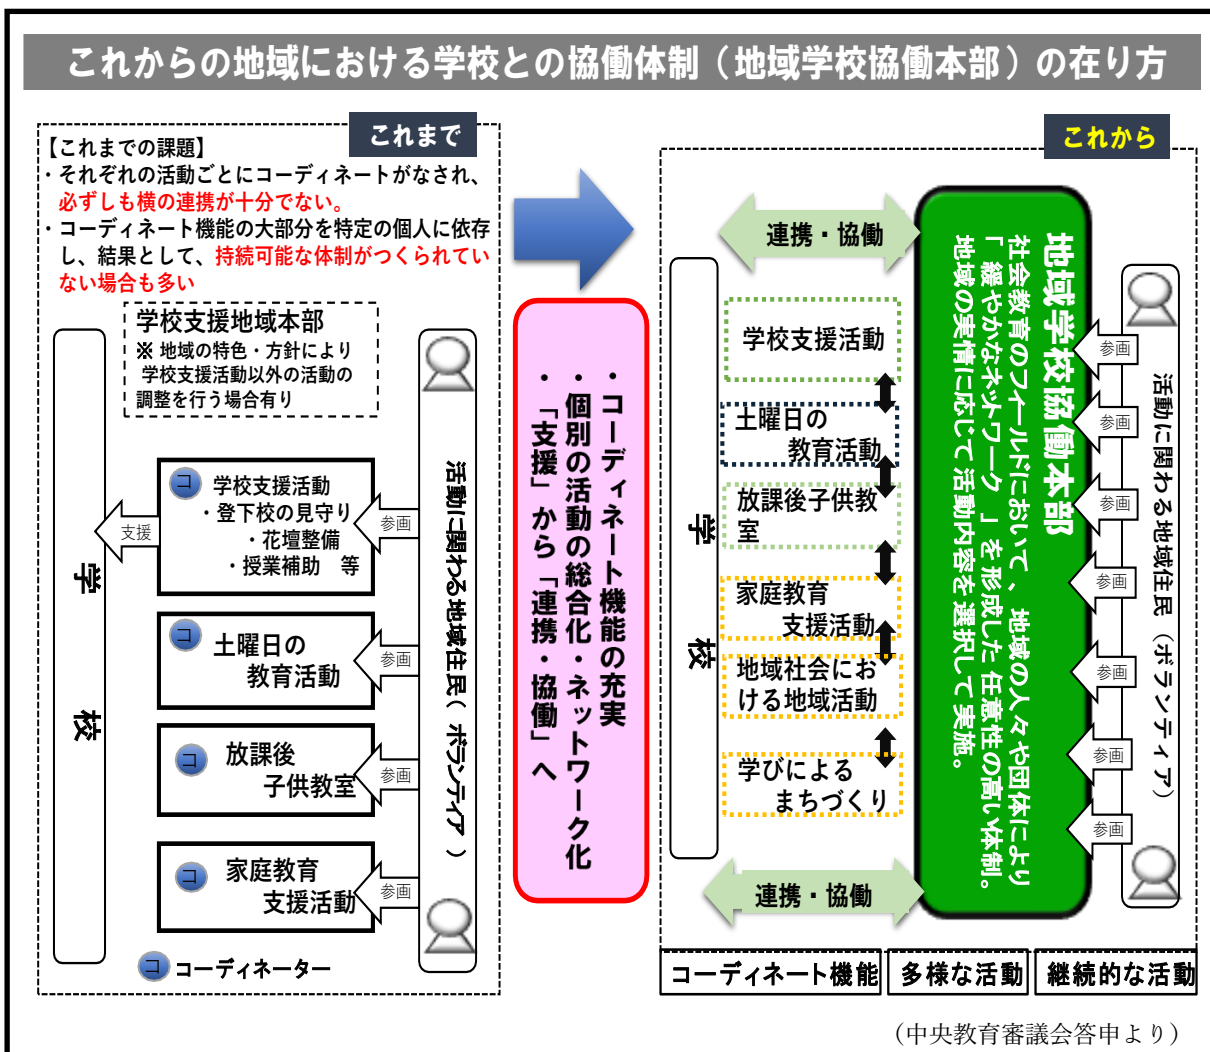 これからの地域における学校との協働体制（地域学校協働本部）の在り方
これまで
【これまでの課題】
・それぞれの活動ごとにコーディネートがなされ、
必ずしも横の連携が十分でない。
・コーディネート機能の大部分を特定の個人に依存
し、結果として、持続可能な体制がつくられてい
ない場合も多い
学校支援地域本部
※ 地域の特色・方針により
学校支援活動以外の活動の
調整を行う場合有り
学校
支援
コ
学校支援活動
・登下校の見守り
・花壇整備
・授業補助　等
参画
コ
土曜日の
教育活動
参画
コ
放課後
子供教室
参画
コ
家庭教育
支援活動
参画
活動に関わる地域住民（ボランティア）
コ コーディネーター
・コーディネート機能の充実
・個別の活動の総合化・ネットワーク化
・「支援」から「連携・協働」へ
これから
連携・協働
学校
学校支援活動
土曜日の
教育活動
放課後子供教
室
家庭教育
支援活動
地域社会にお
ける地域活動
学びによる
まちづくり
連携・協働
地域学校協働本部
社会教育のフィールドにおいて、地域の人々や団体により
「緩やかなネットワーク」を形成した任意性の高い体制。
地域の実情に応じて活動内容を選択して実施。
参画
参画
参画
参画
参画
参画
参画
活動に関わる地域住民（ボランティア）
コーディネート機能
多様な活動
継続的な活動
（中央教育審議会答申より）